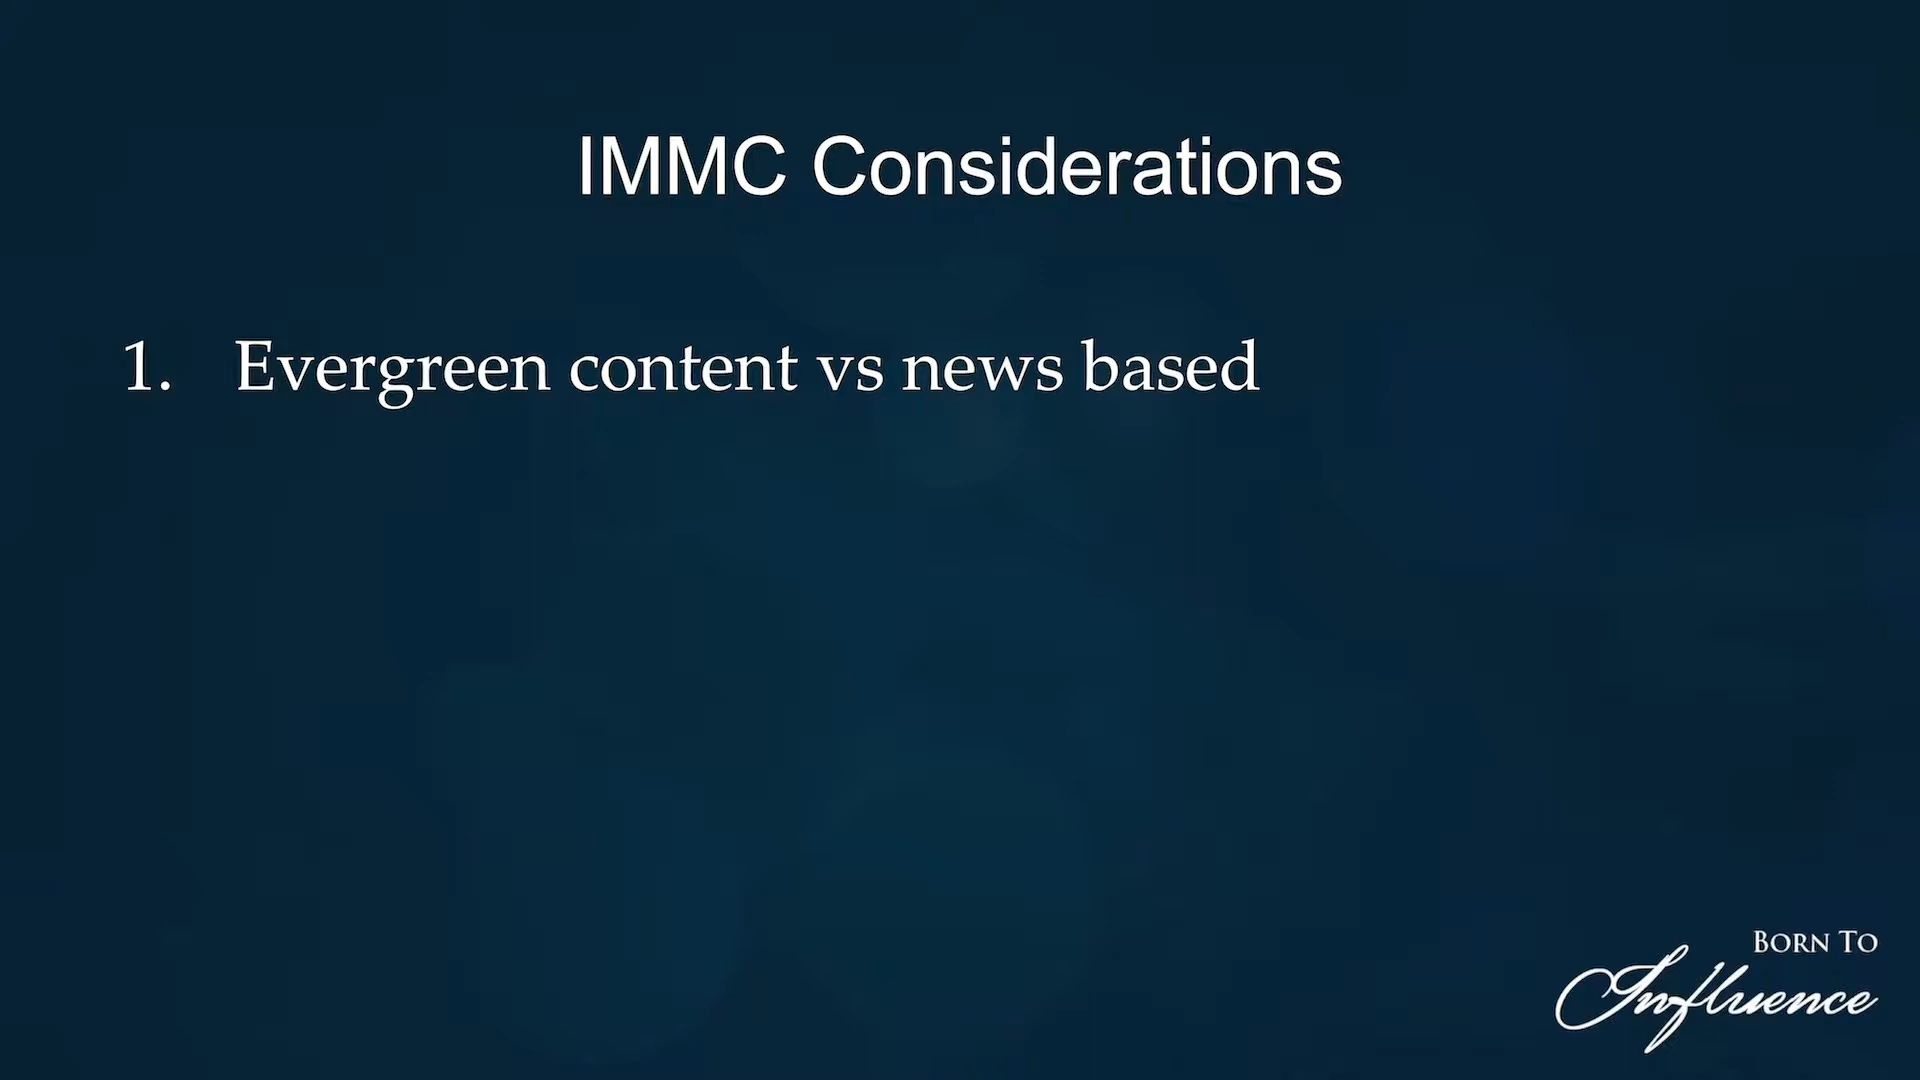 IMMC Considerations
1. Evergreen content vs news based
BORN TO
Influence